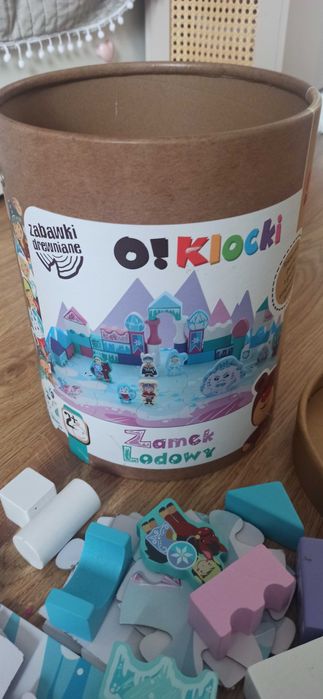 zabawki
drewniane
O! Klocki
2+
Zamek
Lodowy